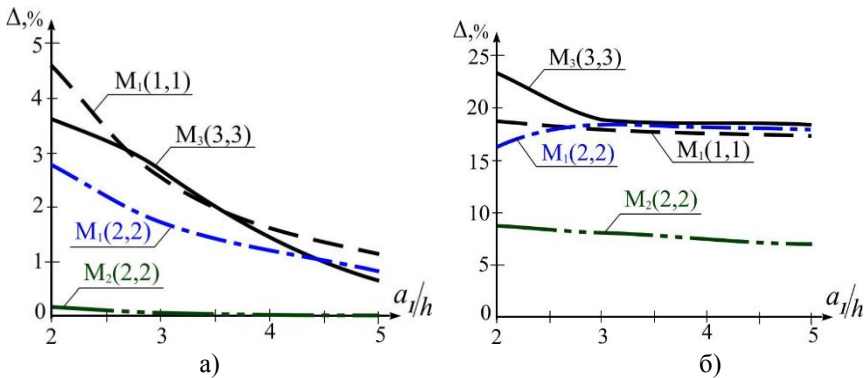 Δ,%
5
4
3
2
1
0
M₁(1,1)
M₃(3,3)
M₁(2,2)
M₂(2,2)
a₁/h
2 3 4 5
а)
Δ,%
25
20
15
10
5
0
M₃(3,3)
M₁(2,2)
M₁(1,1)
M₂(2,2)
a₁/h
2 3 4 5
б)